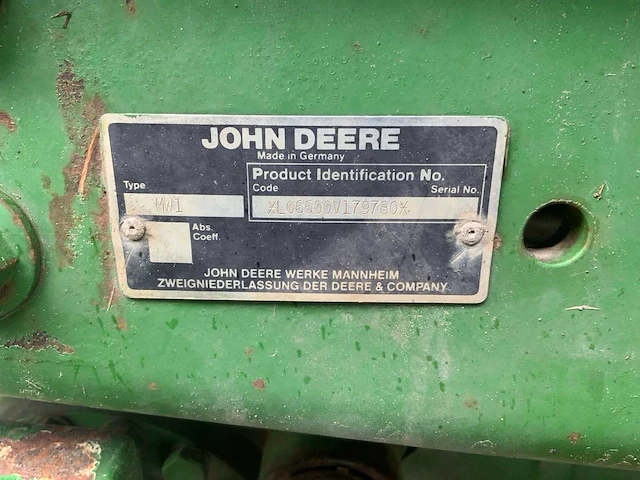 JOHN DEERE
Made in Germany
Product Identification No.
Type Code Serial No.
MW1 *L06600V179780*
Abs.
Coeff.
JOHN DEERE WERKE MANNHEIM
ZWEIGNIEDERLASSUNG DER DEERE & COMPANY